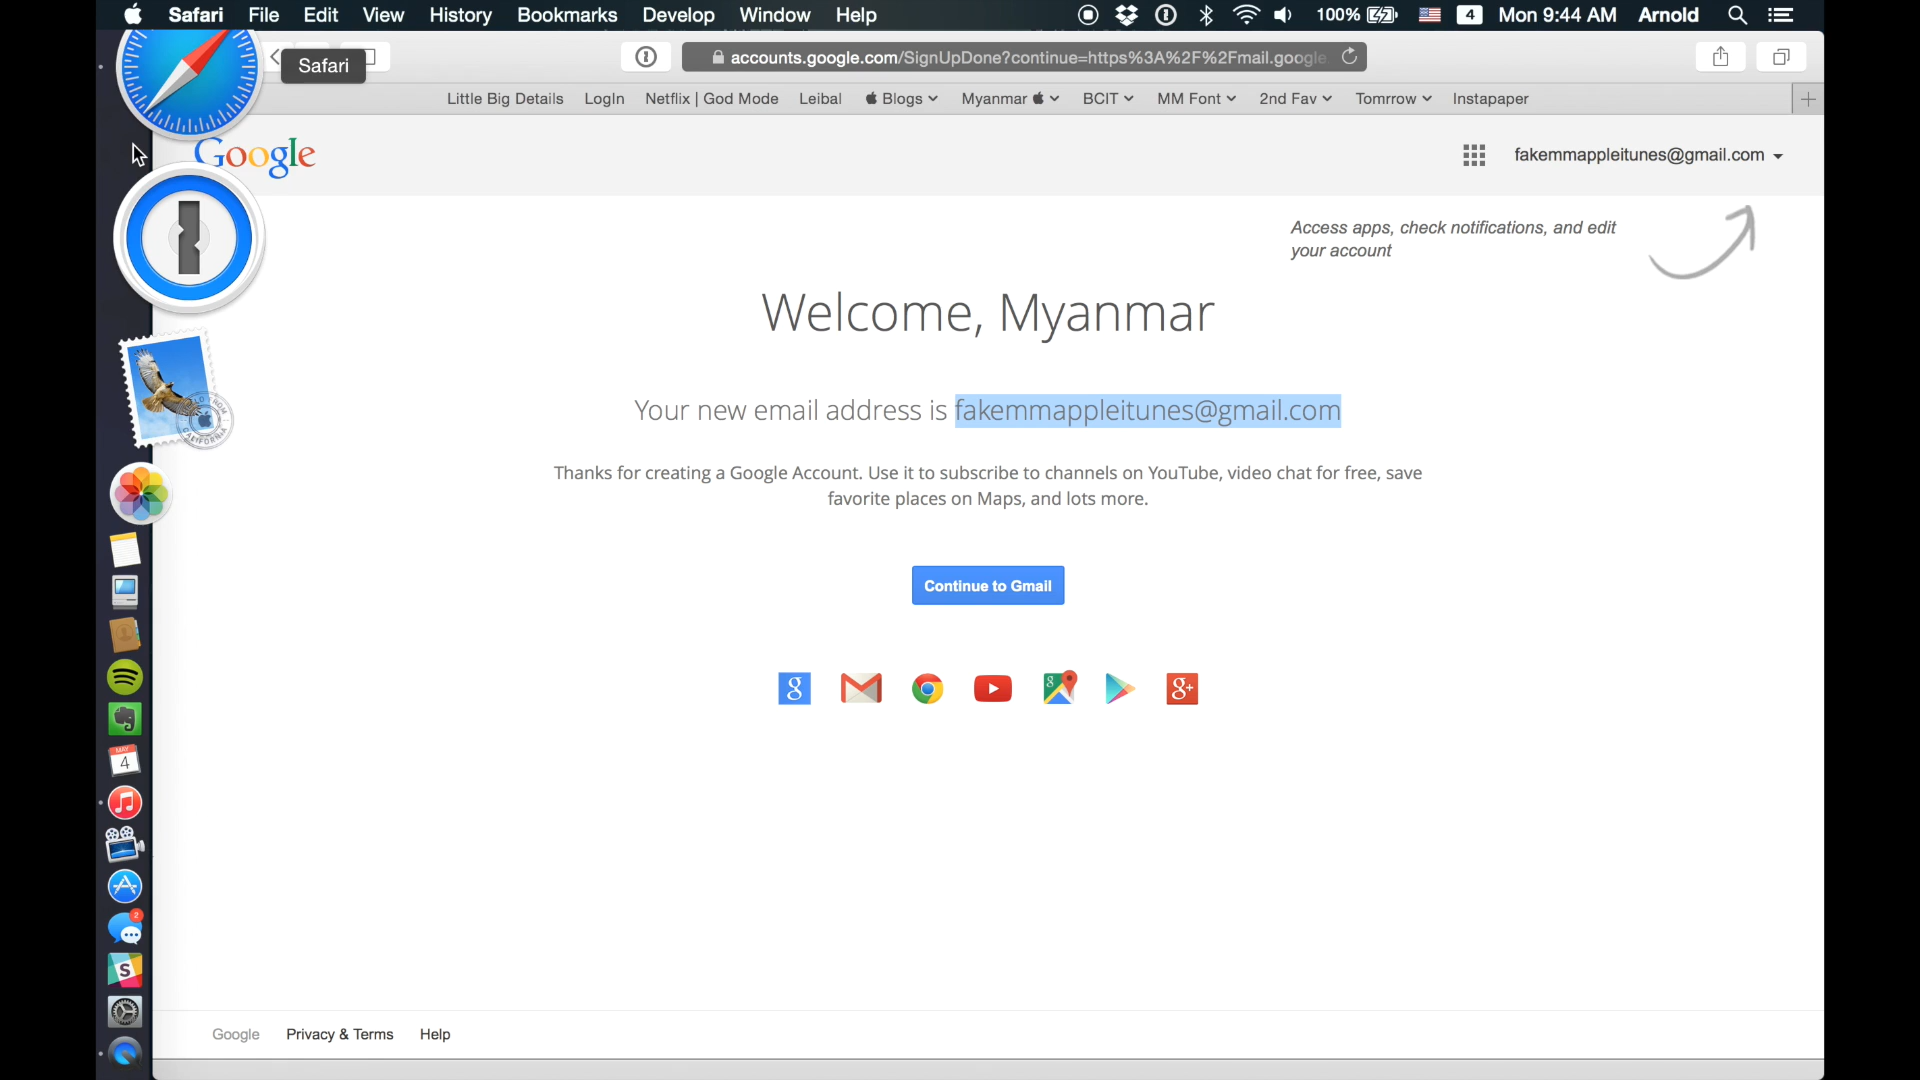 Safari File Edit View History Bookmarks Develop Window Help 100% 4 Mon 9:44 AM Arnold
Safari
accounts.google.com/SignUpDone?continue=https%3A%2F%2Fmail.google
Little Big Details LogIn Netflix | God Mode Leibal Blogs Myanmar BCIT MM Font 2nd Fav Tomrrow Instapaper
Google fakemmappleitunes@gmail.com
Access apps, check notifications, and edit
your account
Welcome, Myanmar
Your new email address is fakemmappleitunes@gmail.com
Thanks for creating a Google Account. Use it to subscribe to channels on YouTube, video chat for free, save
favorite places on Maps, and lots more.
Continue to Gmail
g g g+
MAY
4
2
S
Google Privacy & Terms Help